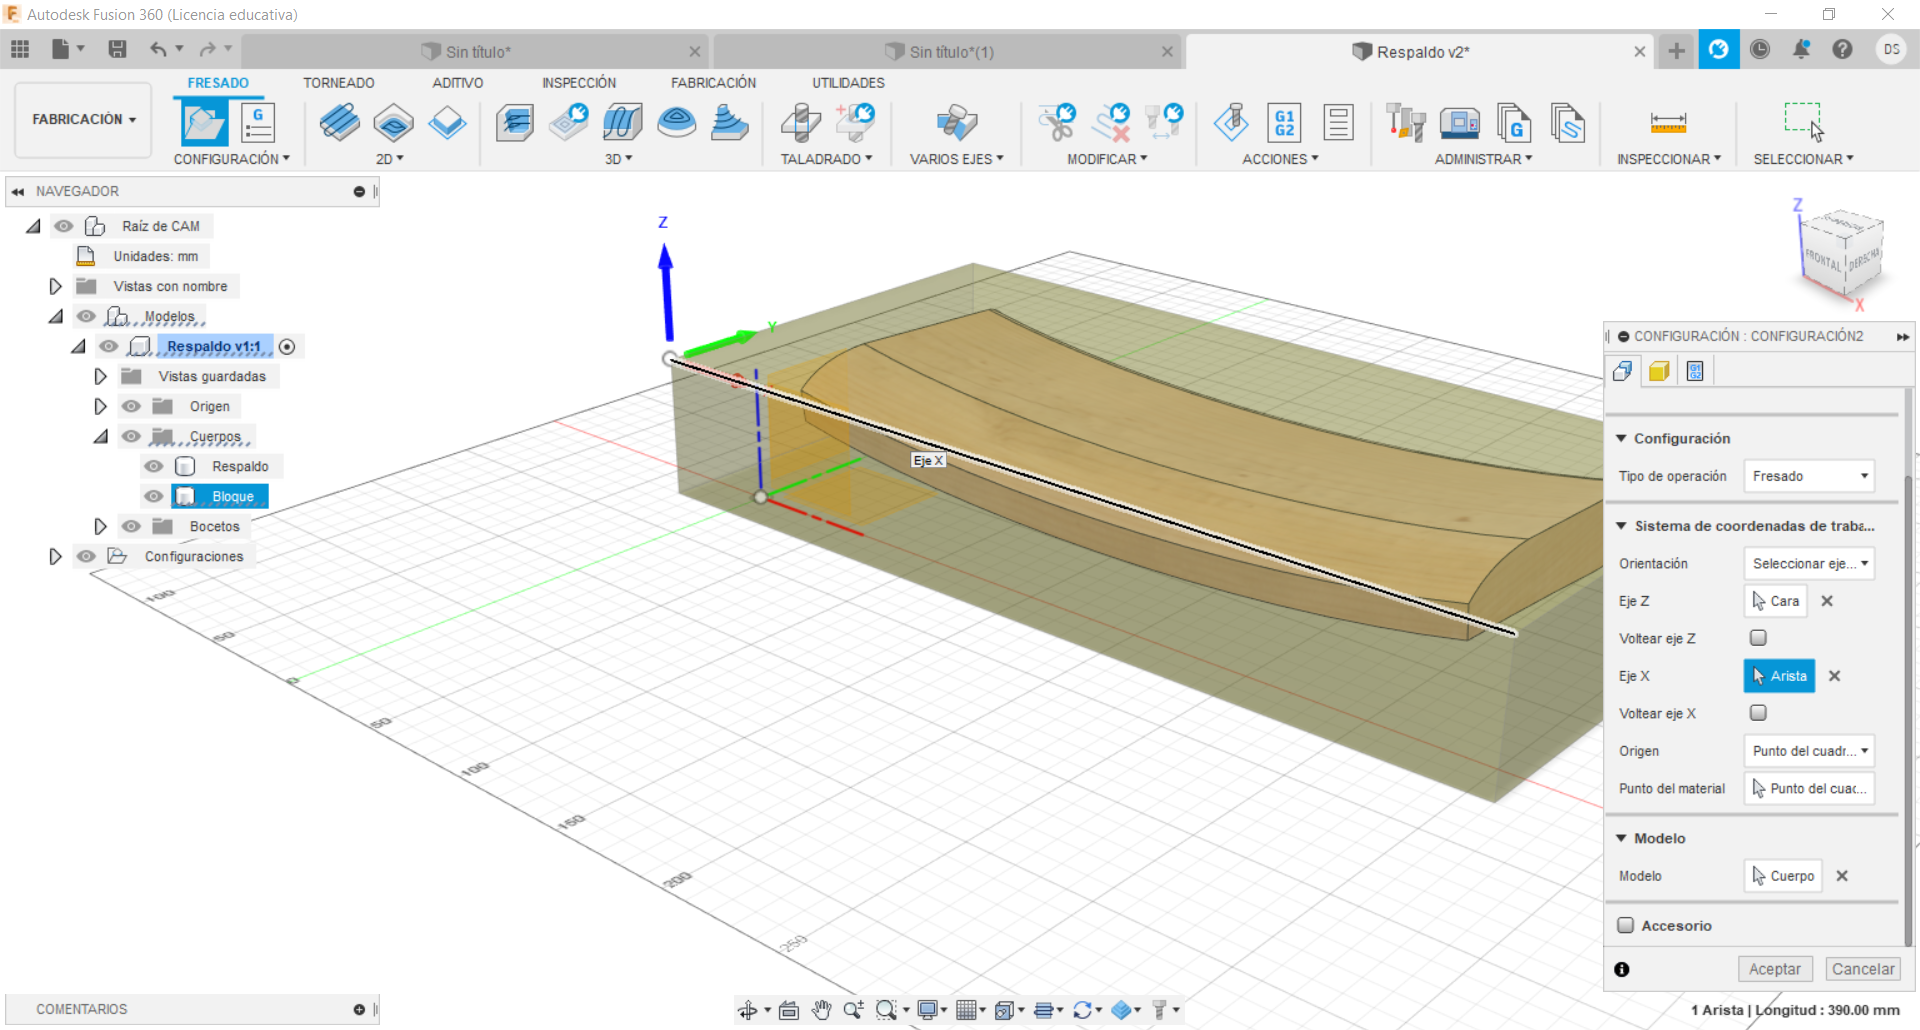 Autodesk Fusion 360 (Licencia educativa)
Sin título*
Sin título*(1)
Respaldo v2*
DS
FRESADO
TORNEADO
ADITIVO
INSPECCIÓN
FABRICACIÓN
UTILIDADES
FABRICACIÓN
G
G1
G2
G
CONFIGURACIÓN
2D
3D
TALADRADO
VARIOS EJES
MODIFICAR
ACCIONES
ADMINISTRAR
INSPECCIONAR
SELECCIONAR
NAVEGADOR
Raíz de CAM
Unidades: mm
Vistas con nombre
Modelos
Respaldo v1:1
Vistas guardadas
Origen
Cuerpos
Respaldo
Bloque
Bocetos
Configuraciones
Z
Y
Eje X
100
50
0
50
100
150
200
250
Z
FRONTAL
DERECHA
X
CONFIGURACIÓN : CONFIGURACIÓN2
Configuración
Tipo de operación
Fresado
Sistema de coordenadas de traba...
Orientación
Seleccionar eje...
Eje Z
Cara
Voltear eje Z
Eje X
Arista
Voltear eje X
Origen
Punto del cuadr...
Punto del material
Punto del cuac...
Modelo
Modelo
Cuerpo
Accesorio
Aceptar
Cancelar
COMENTARIOS
1 Arista | Longitud : 390.00 mm